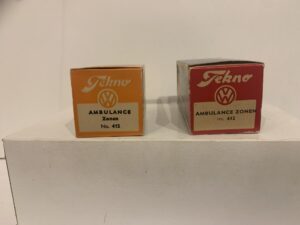 Tekno
VW
AMBULANCE
Zonen
No. 415
Tekno
VW
AMBULANCE ZONEN
No. 415